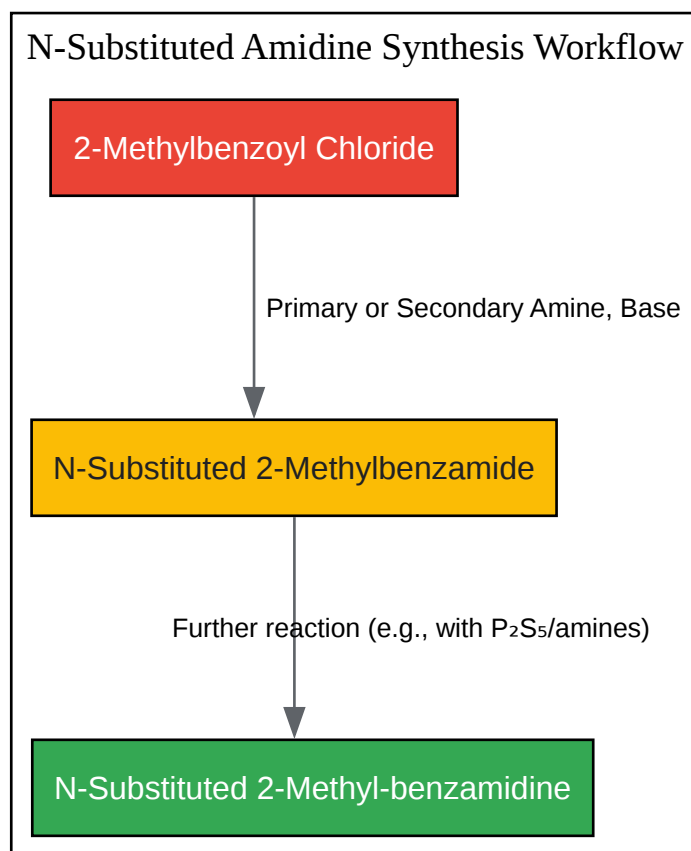 N-Substituted Amidine Synthesis Workflow
2-Methylbenzoyl Chloride
Primary or Secondary Amine, Base
N-Substituted 2-Methylbenzamide
Further reaction (e.g., with P₂S₅/amines)
N-Substituted 2-Methyl-benzamidine